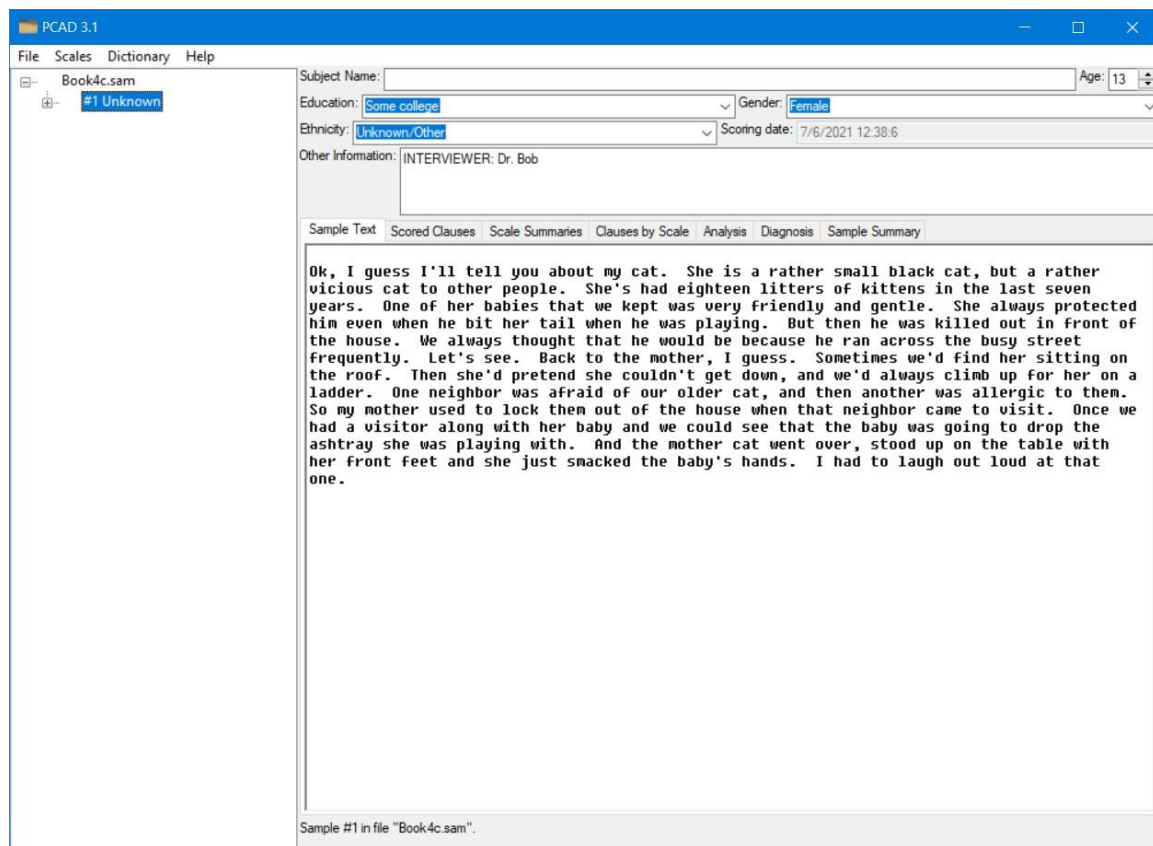 PCAD 3.1
File Scales Dictionary Help
Book4c.sam
#1 Unknown
Subject Name: Age: 13
Education: Some college Gender: Female
Ethnicity: Unknown/Other Scoring date: 7/6/2021 12:38:6
Other Information: INTERVIEWER: Dr. Bob
Sample Text Scored Clauses Scale Summaries Clauses by Scale Analysis Diagnosis Sample Summary
Ok, I guess I'll tell you about my cat. She is a rather small black cat, but a rather
vicious cat to other people. She's had eighteen litters of kittens in the last seven
years. One of her babies that we kept was very friendly and gentle. She always protected
him even when he bit her tail when he was playing. But then he was killed out in front of
the house. We always thought that he would be because he ran across the busy street
frequently. Let's see. Back to the mother, I guess. Sometimes we'd find her sitting on
the roof. Then she'd pretend she couldn't get down, and we'd always climb up for her on a
ladder. One neighbor was afraid of our older cat, and then another was allergic to them.
So my mother used to lock them out of the house when that neighbor came to visit. Once we
had a visitor along with her baby and we could see that the baby was going to drop the
ashtray she was playing with. And the mother cat went over, stood up on the table with
her front feet and she just smacked the baby's hands. I had to laugh out loud at that
one.
Sample #1 in file "Book4c.sam".